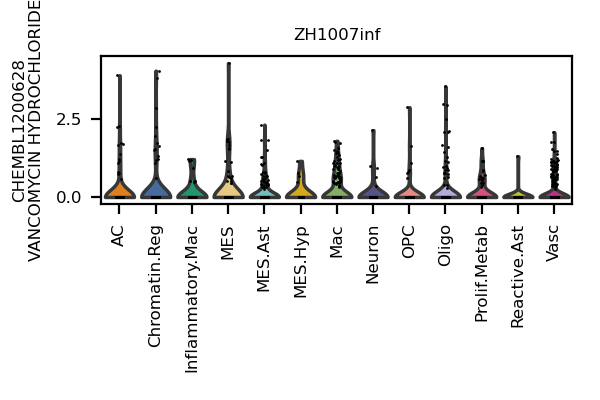 ZH1007inf
CHEMBL1200628
VANCOMYCIN HYDROCHLORIDE
2.5
0.0
AC
Chromatin.Reg
Inflammatory.Mac
MES
MES.Ast
MES.Hyp
Mac
Neuron
OPC
Oligo
Prolif.Metab
Reactive.Ast
Vasc